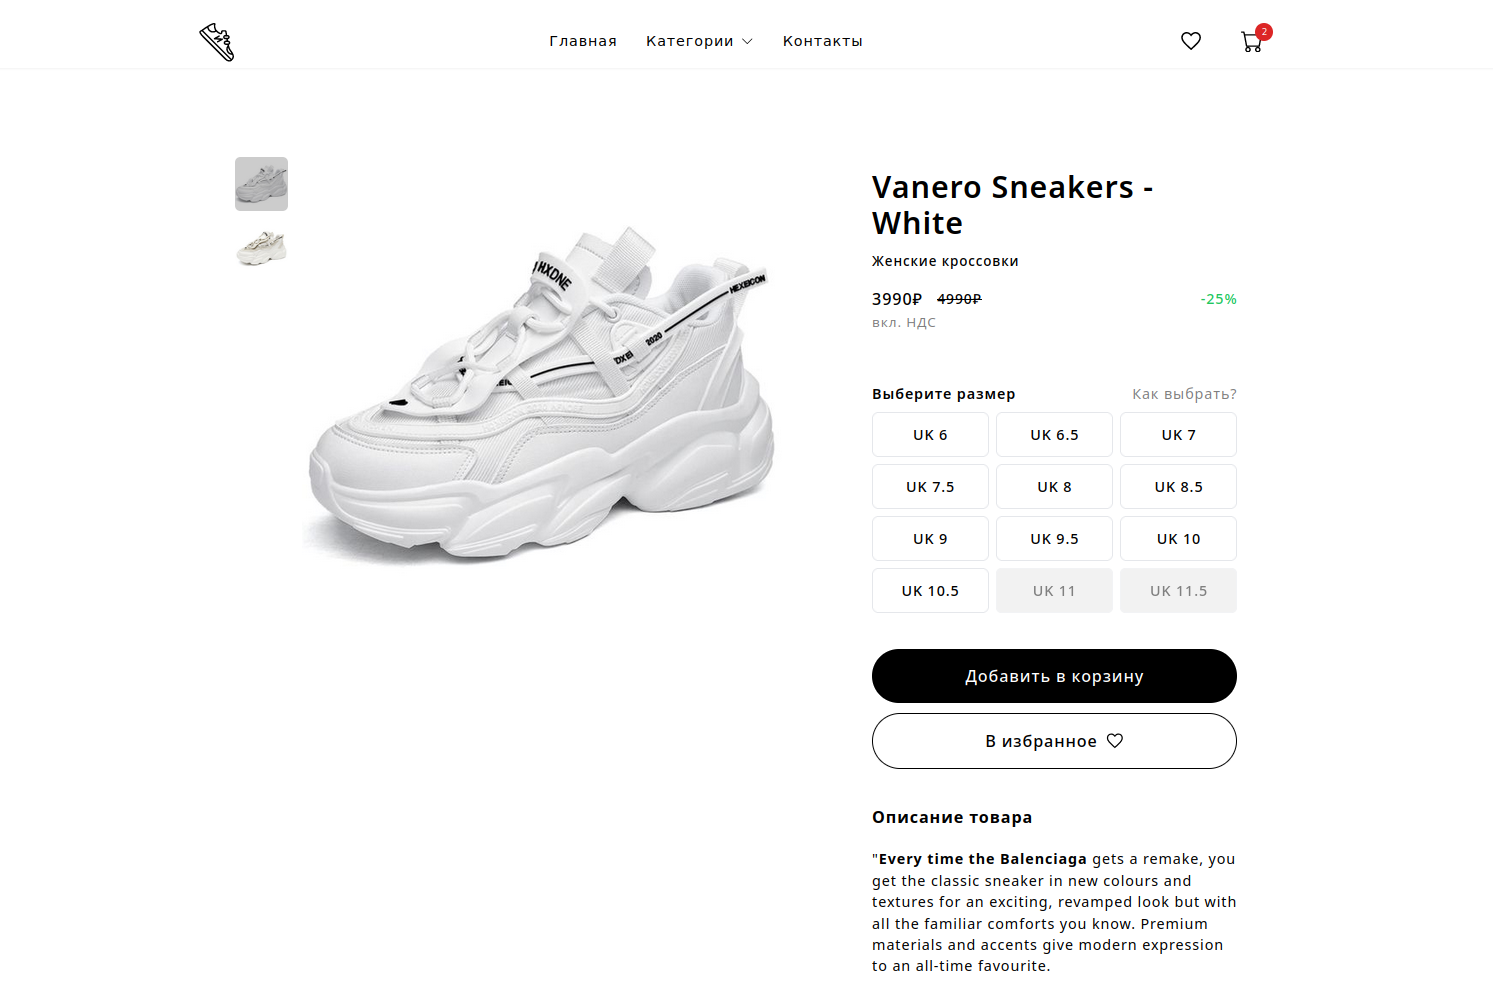 Главная Категории Контакты 2
HXDNE
HEXEICON
2020
Vanero Sneakers -
White
Женские кроссовки
3990₽ 4990₽ -25%
вкл. НДС
Выберите размер Как выбрать?
UK 6 UK 6.5 UK 7
UK 7.5 UK 8 UK 8.5
UK 9 UK 9.5 UK 10
UK 10.5 UK 11 UK 11.5
Добавить в корзину
В избранное
Описание товара
"Every time the Balenciaga gets a remake, you
get the classic sneaker in new colours and
textures for an exciting, revamped look but with
all the familiar comforts you know. Premium
materials and accents give modern expression
to an all-time favourite.